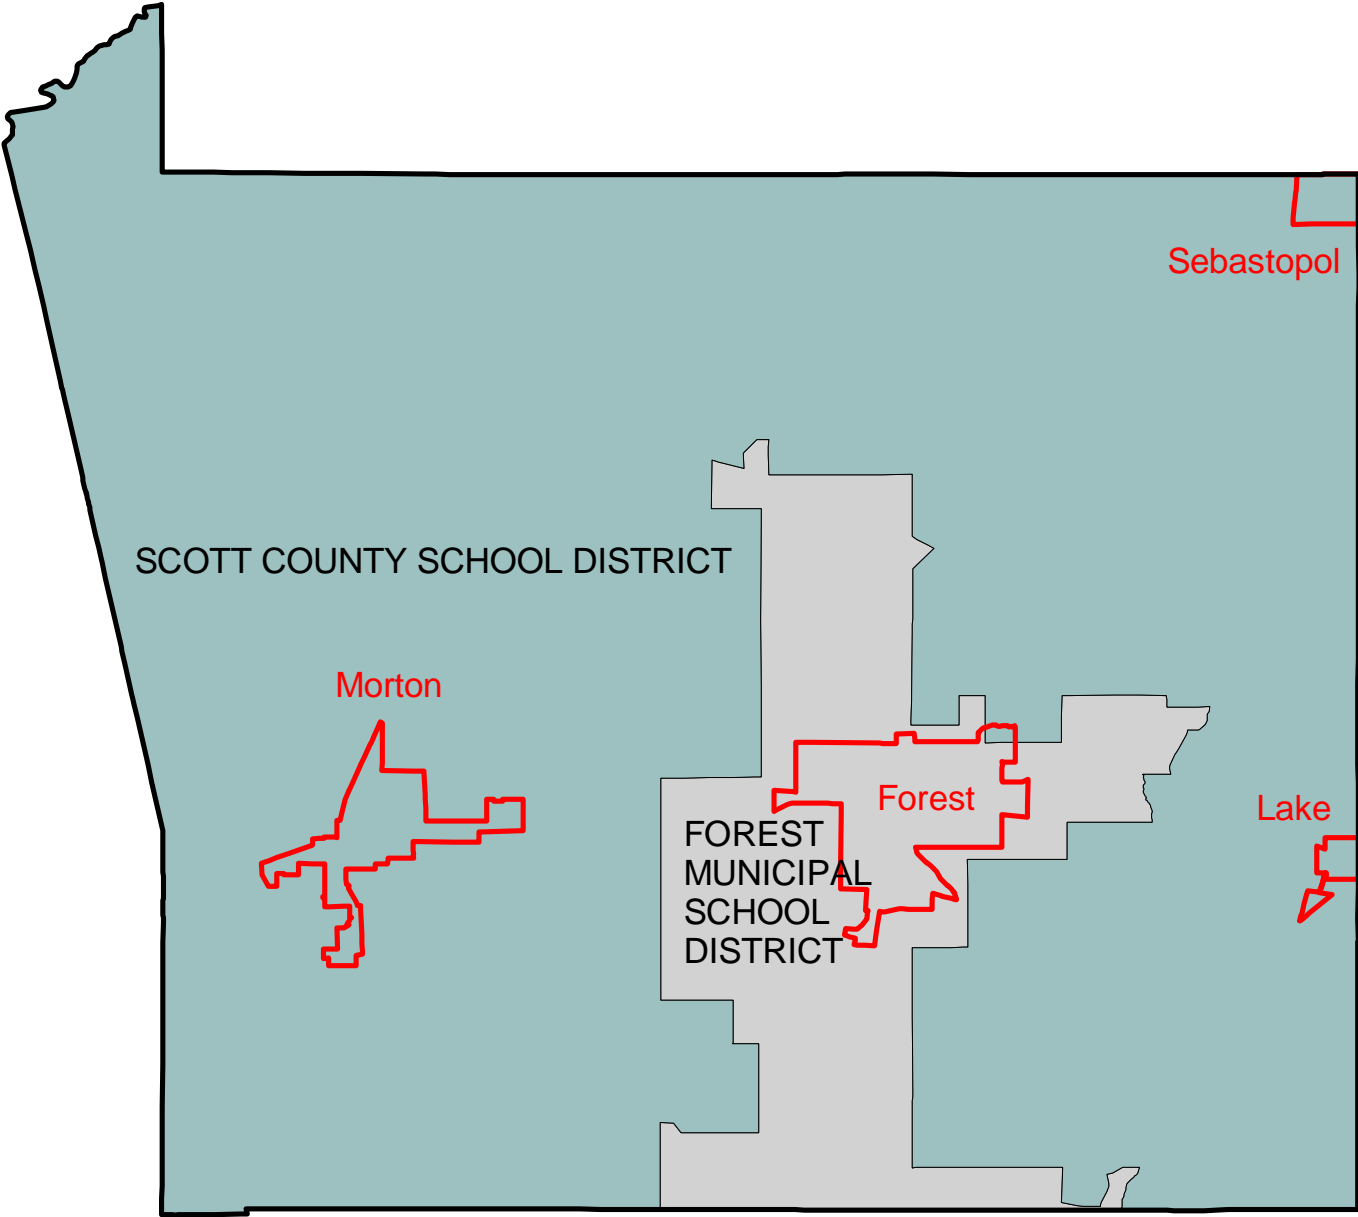 Sebastopol
SCOTT COUNTY SCHOOL DISTRICT
Morton
Forest
Lake
FOREST
MUNICIPAL
SCHOOL
DISTRICT